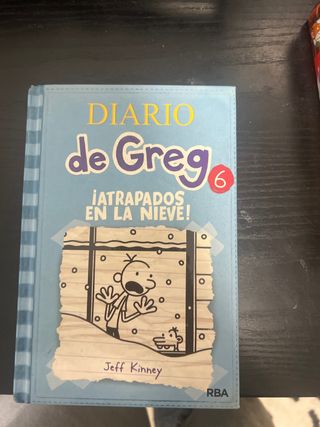 DIARIO
de Greg
6
¡ATRAPADOS
EN LA NIEVE!
Jeff Kinney
RBA